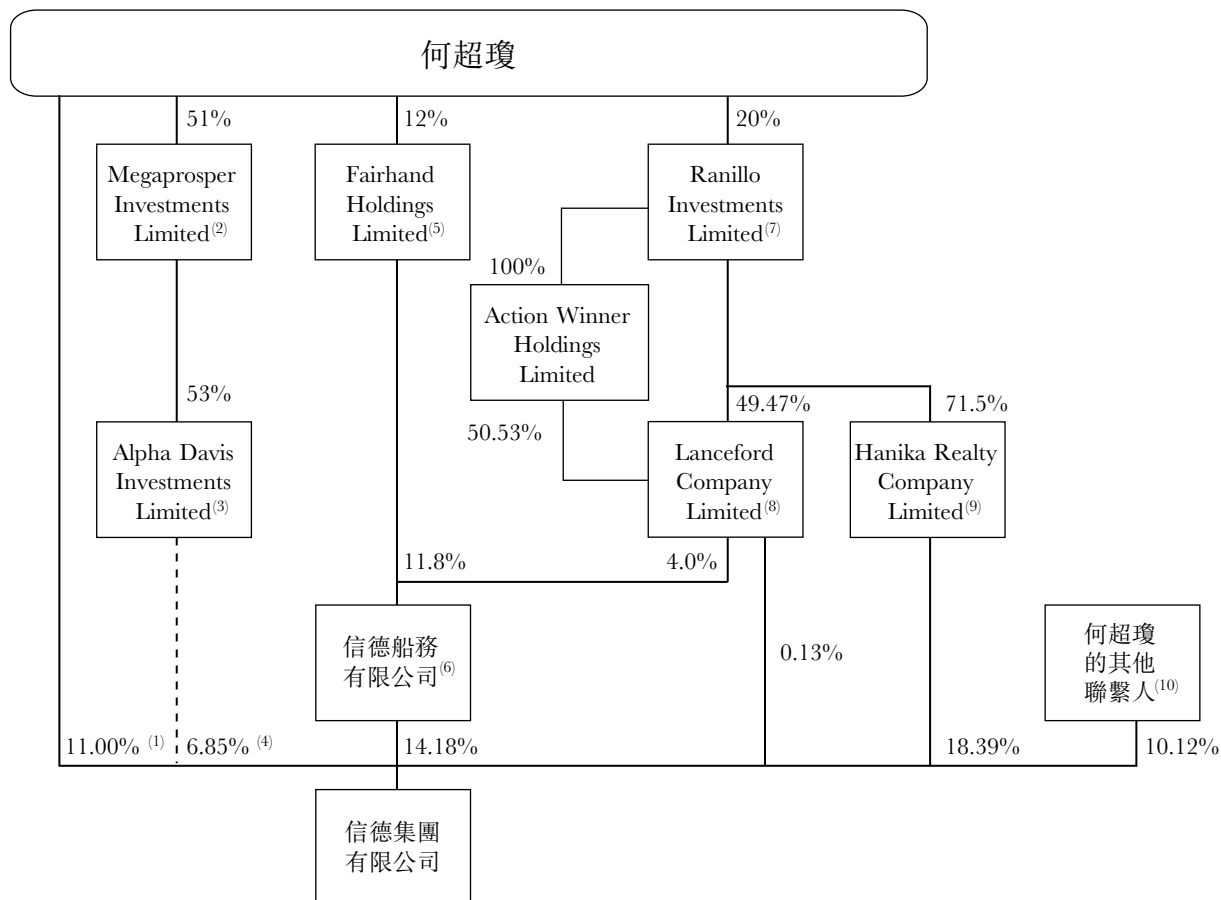 何超瓊
51%
12%
20%
Megaprosper
Investments
Limited(2)
Fairhand
Holdings
Limited(5)
Ranillo
Investments
Limited(7)
100%
Action Winner
Holdings
Limited
53%
50.53%
49.47%
71.5%
Alpha Davis
Investments
Limited(3)
Lanceford
Company
Limited(8)
Hanika Realty
Company
Limited(9)
11.8%
4.0%
信德船務
有限公司(6)
0.13%
何超瓊
的其他
聯繫人(10)
11.00% (1)
6.85% (4)
14.18%
18.39%
10.12%
信德集團
有限公司